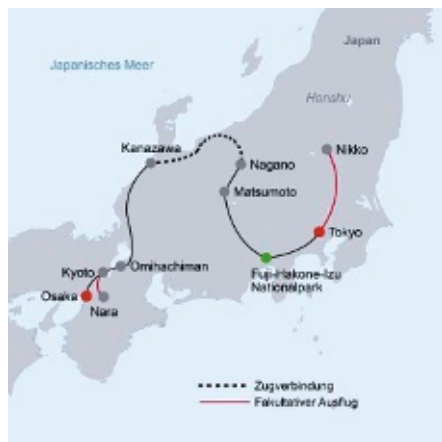 Japan
Japanisches Meer
Honshu
Kanazawa
Nikko
Nagano
Matsumoto
Tokyo
Omihachiman
Kyoto
Fuji-Hakone-Izu
Nationalpark
Osaka
Nara
Zugverbindung
Fakultativer Ausflug